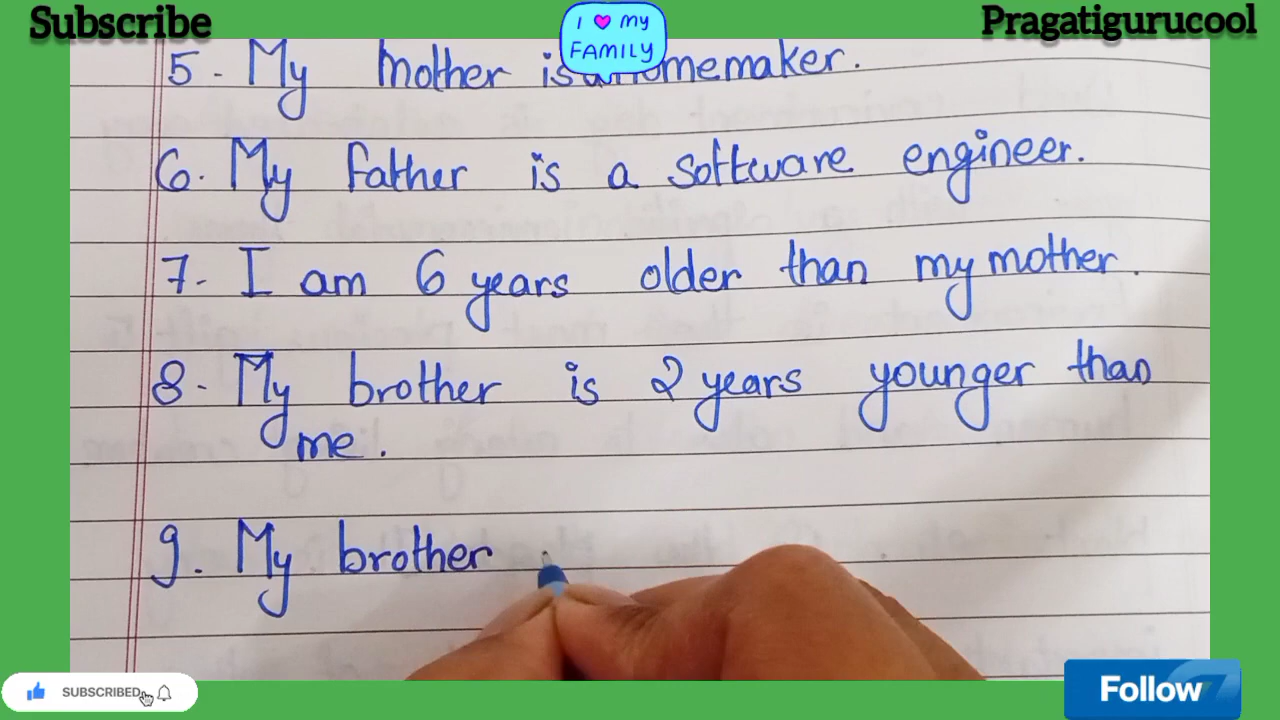 Subscribe
I ♥ my
FAMILY
Pragatigurucool
5 - My mother is a homemaker.
6. My father is a software engineer.
7- I am 6 years older than my mother.
8- My brother is 2 years younger than
me.
9. My brother
SUBSCRIBED
Follow